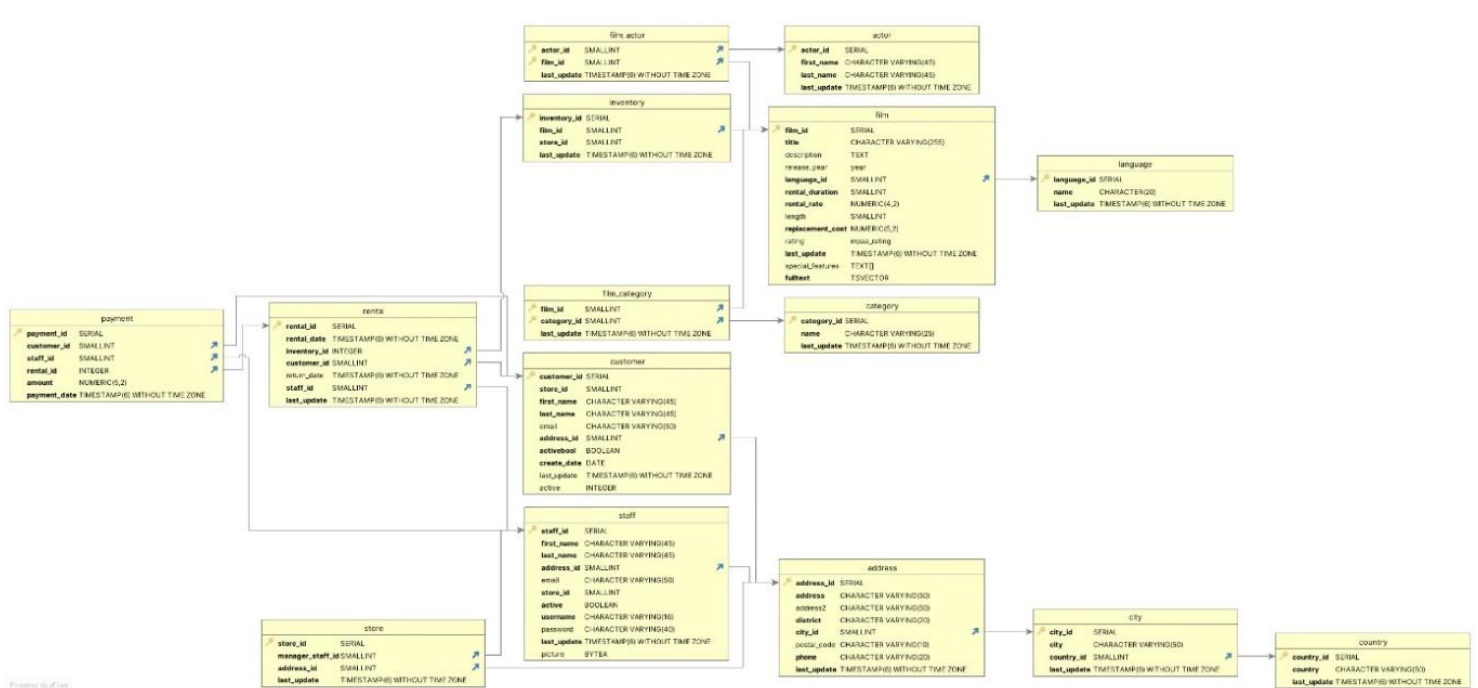 film_actor
actor_id SMALLINT
film_id SMALLINT
last_update TIMESTAMP(6) WITHOUT TIME ZONE
actor
actor_id SERIAL
first_name CHARACTER VARYING(45)
last_name CHARACTER VARYING(45)
last_update TIMESTAMP(6) WITHOUT TIME ZONE
inventory
inventory_id SERIAL
film_id SMALLINT
store_id SMALLINT
last_update TIMESTAMP(6) WITHOUT TIME ZONE
film
film_id SERIAL
title CHARACTER VARYING(255)
description TEXT
release_year year
language_id SMALLINT
rental_duration SMALLINT
rental_rate NUMERIC(4,2)
length SMALLINT
replacement_cost NUMERIC(5,2)
rating mpaa_rating
last_update TIMESTAMP(6) WITHOUT TIME ZONE
special_features TEXT[]
fulltext TSVECTOR
language
language_id SERIAL
name CHARACTER(20)
last_update TIMESTAMP(6) WITHOUT TIME ZONE
payment
payment_id SERIAL
customer_id SMALLINT
staff_id SMALLINT
rental_id INTEGER
amount NUMERIC(5,2)
payment_date TIMESTAMP(6) WITHOUT TIME ZONE
rental
rental_id SERIAL
rental_date TIMESTAMP(6) WITHOUT TIME ZONE
inventory_id INTEGER
customer_id SMALLINT
return_date TIMESTAMP(6) WITHOUT TIME ZONE
staff_id SMALLINT
last_update TIMESTAMP(6) WITHOUT TIME ZONE
film_category
film_id SMALLINT
category_id SMALLINT
last_update TIMESTAMP(6) WITHOUT TIME ZONE
category
category_id SERIAL
name CHARACTER VARYING(25)
last_update TIMESTAMP(6) WITHOUT TIME ZONE
customer
customer_id SERIAL
store_id SMALLINT
first_name CHARACTER VARYING(45)
last_name CHARACTER VARYING(45)
email CHARACTER VARYING(50)
address_id SMALLINT
activebool BOOLEAN
create_date DATE
last_update TIMESTAMP(6) WITHOUT TIME ZONE
active INTEGER
staff
staff_id SERIAL
first_name CHARACTER VARYING(45)
last_name CHARACTER VARYING(45)
address_id SMALLINT
email CHARACTER VARYING(50)
store_id SMALLINT
active BOOLEAN
username CHARACTER VARYING(16)
password CHARACTER VARYING(40)
last_update TIMESTAMP(6) WITHOUT TIME ZONE
picture BYTEA
store
store_id SERIAL
manager_staff_id SMALLINT
address_id SMALLINT
last_update TIMESTAMP(6) WITHOUT TIME ZONE
address
address_id SERIAL
address CHARACTER VARYING(50)
address2 CHARACTER VARYING(50)
district CHARACTER VARYING(20)
city_id SMALLINT
postal_code CHARACTER VARYING(10)
phone CHARACTER VARYING(20)
last_update TIMESTAMP(6) WITHOUT TIME ZONE
city
city_id SERIAL
city CHARACTER VARYING(50)
country_id SMALLINT
last_update TIMESTAMP(6) WITHOUT TIME ZONE
country
country_id SERIAL
country CHARACTER VARYING(50)
last_update TIMESTAMP(6) WITHOUT TIME ZONE
Powered by yFiles